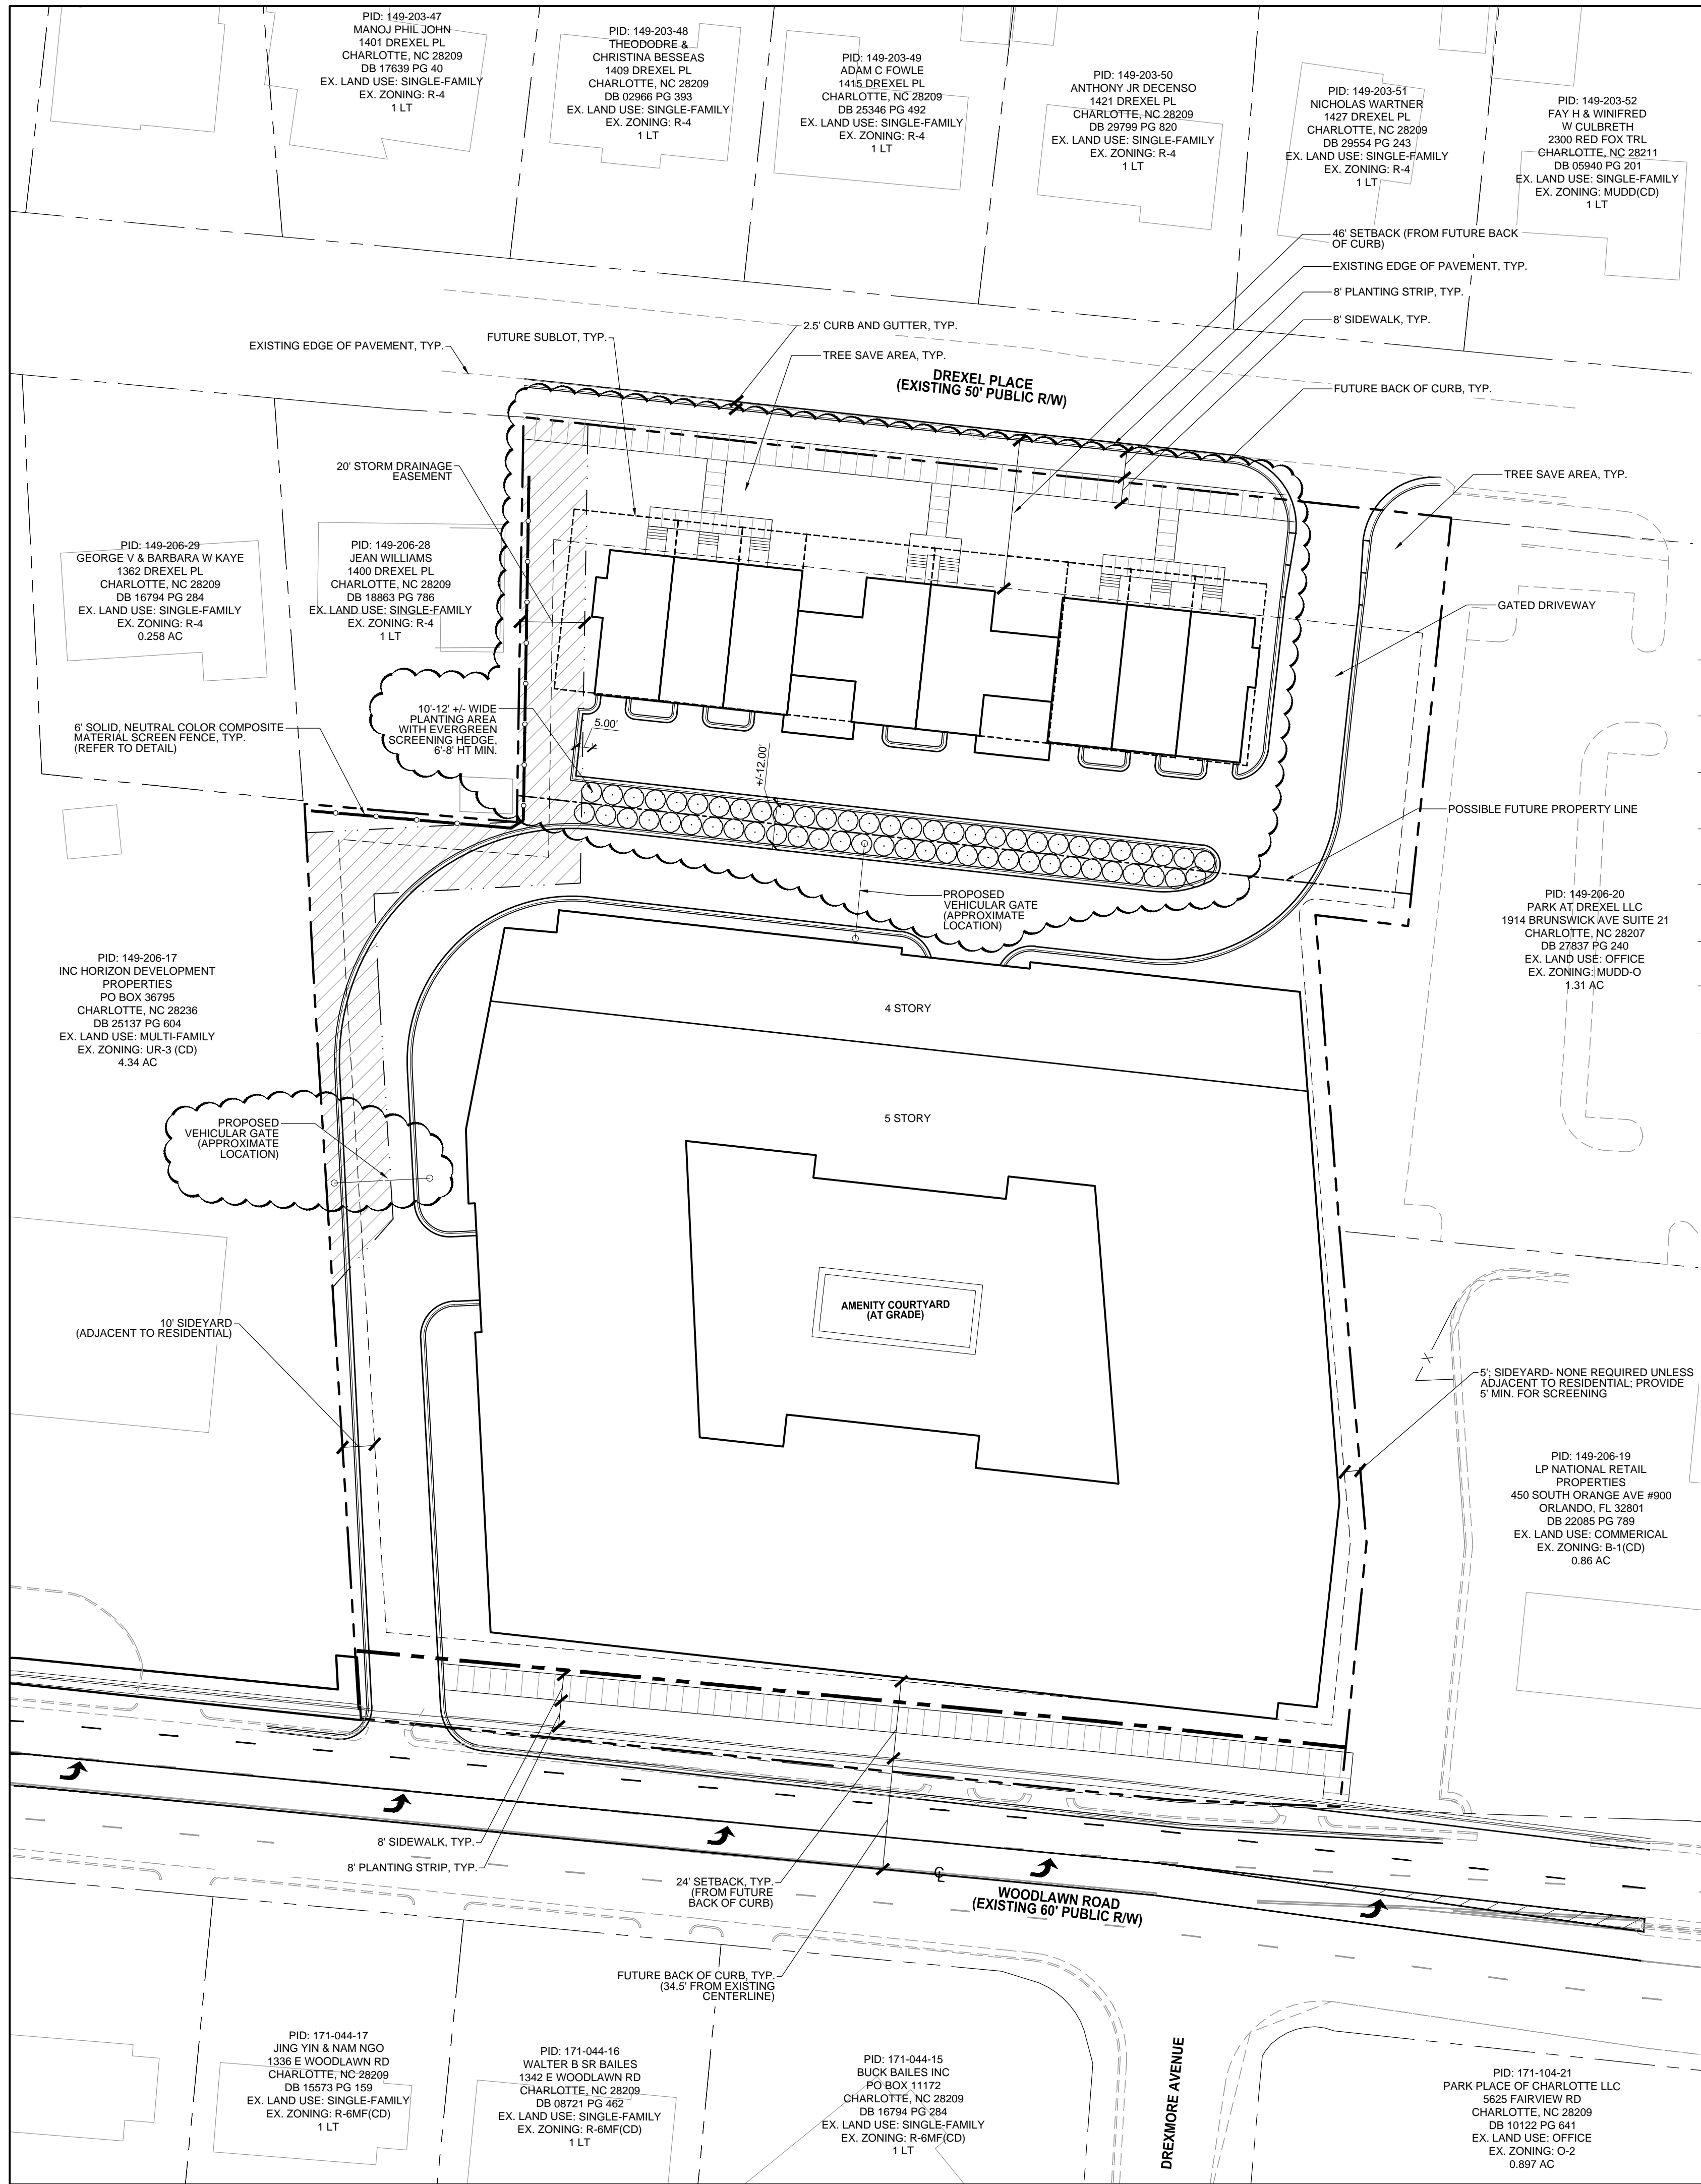 PID: 149-203-47
MANOJ PHIL JOHN
1401 DREXEL PL
CHARLOTTE, NC 28209
DB 17639 PG 40
EX. LAND USE: SINGLE-FAMILY
EX. ZONING: R-4
1 LT
PID: 149-203-48
THEODODRE &
CHRISTINA BESSEAS
1409 DREXEL PL
CHARLOTTE, NC 28209
DB 02966 PG 393
EX. LAND USE: SINGLE-FAMILY
EX. ZONING: R-4
1 LT
PID: 149-203-49
ADAM C FOWLE
1415 DREXEL PL
CHARLOTTE, NC 28209
DB 25346 PG 492
EX. LAND USE: SINGLE-FAMILY
EX. ZONING: R-4
1 LT
PID: 149-203-50
ANTHONY JR DECENSO
1421 DREXEL PL
CHARLOTTE, NC 28209
DB 29799 PG 820
EX. LAND USE: SINGLE-FAMILY
EX. ZONING: R-4
1 LT
PID: 149-203-51
NICHOLAS WARTNER
1427 DREXEL PL
CHARLOTTE, NC 28209
DB 29554 PG 243
EX. LAND USE: SINGLE-FAMILY
EX. ZONING: R-4
1 LT
PID: 149-203-52
FAY H & WINIFRED
W CULBRETH
2300 RED FOX TRL
CHARLOTTE, NC 28211
DB 05940 PG 201
EX. LAND USE: SINGLE-FAMILY
EX. ZONING: MUDD(CD)
1 LT
46' SETBACK (FROM FUTURE BACK
OF CURB)
EXISTING EDGE OF PAVEMENT, TYP.
8' PLANTING STRIP, TYP.
8' SIDEWALK, TYP.
2.5' CURB AND GUTTER, TYP.
FUTURE SUBLOT, TYP.
EXISTING EDGE OF PAVEMENT, TYP.
TREE SAVE AREA, TYP.
DREXEL PLACE
(EXISTING 50' PUBLIC R/W)
FUTURE BACK OF CURB, TYP.
20' STORM DRAINAGE
EASEMENT
TREE SAVE AREA, TYP.
PID: 149-206-29
GEORGE V & BARBARA W KAYE
1362 DREXEL PL
CHARLOTTE, NC 28209
DB 16794 PG 284
EX. LAND USE: SINGLE-FAMILY
EX. ZONING: R-4
0.258 AC
PID: 149-206-28
JEAN WILLIAMS
1400 DREXEL PL
CHARLOTTE, NC 28209
DB 18863 PG 786
EX. LAND USE: SINGLE-FAMILY
EX. ZONING: R-4
1 LT
GATED DRIVEWAY
6' SOLID, NEUTRAL COLOR COMPOSITE
MATERIAL SCREEN FENCE, TYP.
(REFER TO DETAIL)
10'-12' +/- WIDE
PLANTING AREA
WITH EVERGREEN
SCREENING HEDGE,
6'-8' HT MIN.
5.00'
+/-12.00'
POSSIBLE FUTURE PROPERTY LINE
PROPOSED
VEHICULAR GATE
(APPROXIMATE
LOCATION)
PID: 149-206-20
PARK AT DREXEL LLC
1914 BRUNSWICK AVE SUITE 21
CHARLOTTE, NC 28207
DB 27837 PG 240
EX. LAND USE: OFFICE
EX. ZONING: MUDD-O
1.31 AC
PID: 149-206-17
INC HORIZON DEVELOPMENT
PROPERTIES
PO BOX 36795
CHARLOTTE, NC 28236
DB 25137 PG 604
EX. LAND USE: MULTI-FAMILY
EX. ZONING: UR-3 (CD)
4.34 AC
4 STORY
5 STORY
PROPOSED
VEHICULAR GATE
(APPROXIMATE
LOCATION)
AMENITY COURTYARD
(AT GRADE)
10' SIDEYARD
(ADJACENT TO RESIDENTIAL)
5'; SIDEYARD- NONE REQUIRED UNLESS
ADJACENT TO RESIDENTIAL; PROVIDE
5' MIN. FOR SCREENING
PID: 149-206-19
LP NATIONAL RETAIL
PROPERTIES
450 SOUTH ORANGE AVE #900
ORLANDO, FL 32801
DB 22085 PG 789
EX. LAND USE: COMMERICAL
EX. ZONING: B-1(CD)
0.86 AC
8' SIDEWALK, TYP.
8' PLANTING STRIP, TYP.
24' SETBACK, TYP.
(FROM FUTURE
BACK OF CURB)
CL
WOODLAWN ROAD
(EXISTING 60' PUBLIC R/W)
FUTURE BACK OF CURB, TYP.
(34.5' FROM EXISTING
CENTERLINE)
PID: 171-044-17
JING YIN & NAM NGO
1336 E WOODLAWN RD
CHARLOTTE, NC 28209
DB 15573 PG 159
EX. LAND USE: SINGLE-FAMILY
EX. ZONING: R-6MF(CD)
1 LT
PID: 171-044-16
WALTER B SR BAILES
1342 E WOODLAWN RD
CHARLOTTE, NC 28209
DB 08721 PG 462
EX. LAND USE: SINGLE-FAMILY
EX. ZONING: R-6MF(CD)
1 LT
PID: 171-044-15
BUCK BAILES INC
PO BOX 11172
CHARLOTTE, NC 28209
DB 16794 PG 284
EX. LAND USE: SINGLE-FAMILY
EX. ZONING: R-6MF(CD)
1 LT
DREXMORE AVENUE
PID: 171-104-21
PARK PLACE OF CHARLOTTE LLC
5625 FAIRVIEW RD
CHARLOTTE, NC 28209
DB 10122 PG 641
EX. LAND USE: OFFICE
EX. ZONING: O-2
0.897 AC